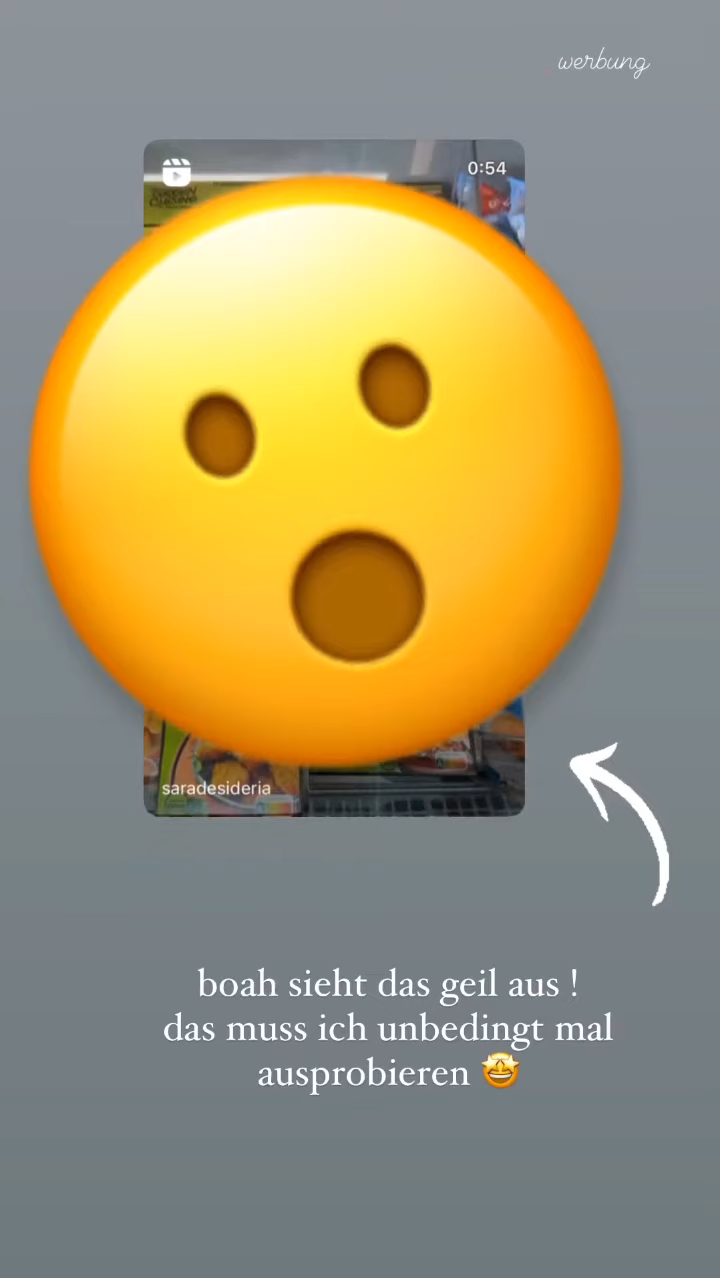 werbung
0:54
saradesideria
boah sieht das geil aus !
das muss ich unbedingt mal
ausprobieren 🤩